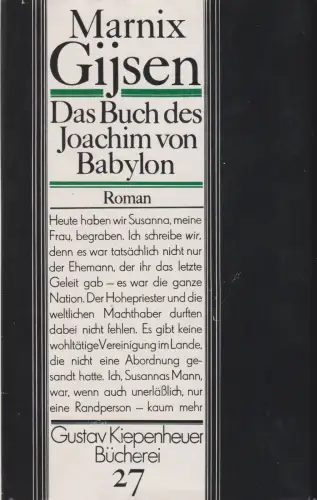 Marnix
Gijsen
Das Buch des
Joachim von
Babylon
Roman
Heute haben wir Susanna, meine
Frau, begraben. Ich schreibe wir,
denn es war tatsächlich nicht nur
der Ehemann, der ihr das letzte
Geleit gab – es war die ganze
Nation. Der Hohepriester und die
weltlichen Machthaber durften
dabei nicht fehlen. Es gibt keine
wohltätige Vereinigung im Lande,
die nicht eine Abordnung ge-
sandt hatte. Ich, Susannas Mann,
war, wenn auch unerläßlich, nur
eine Randperson – kaum mehr
Gustav Kiepenheuer
Bücherei
27